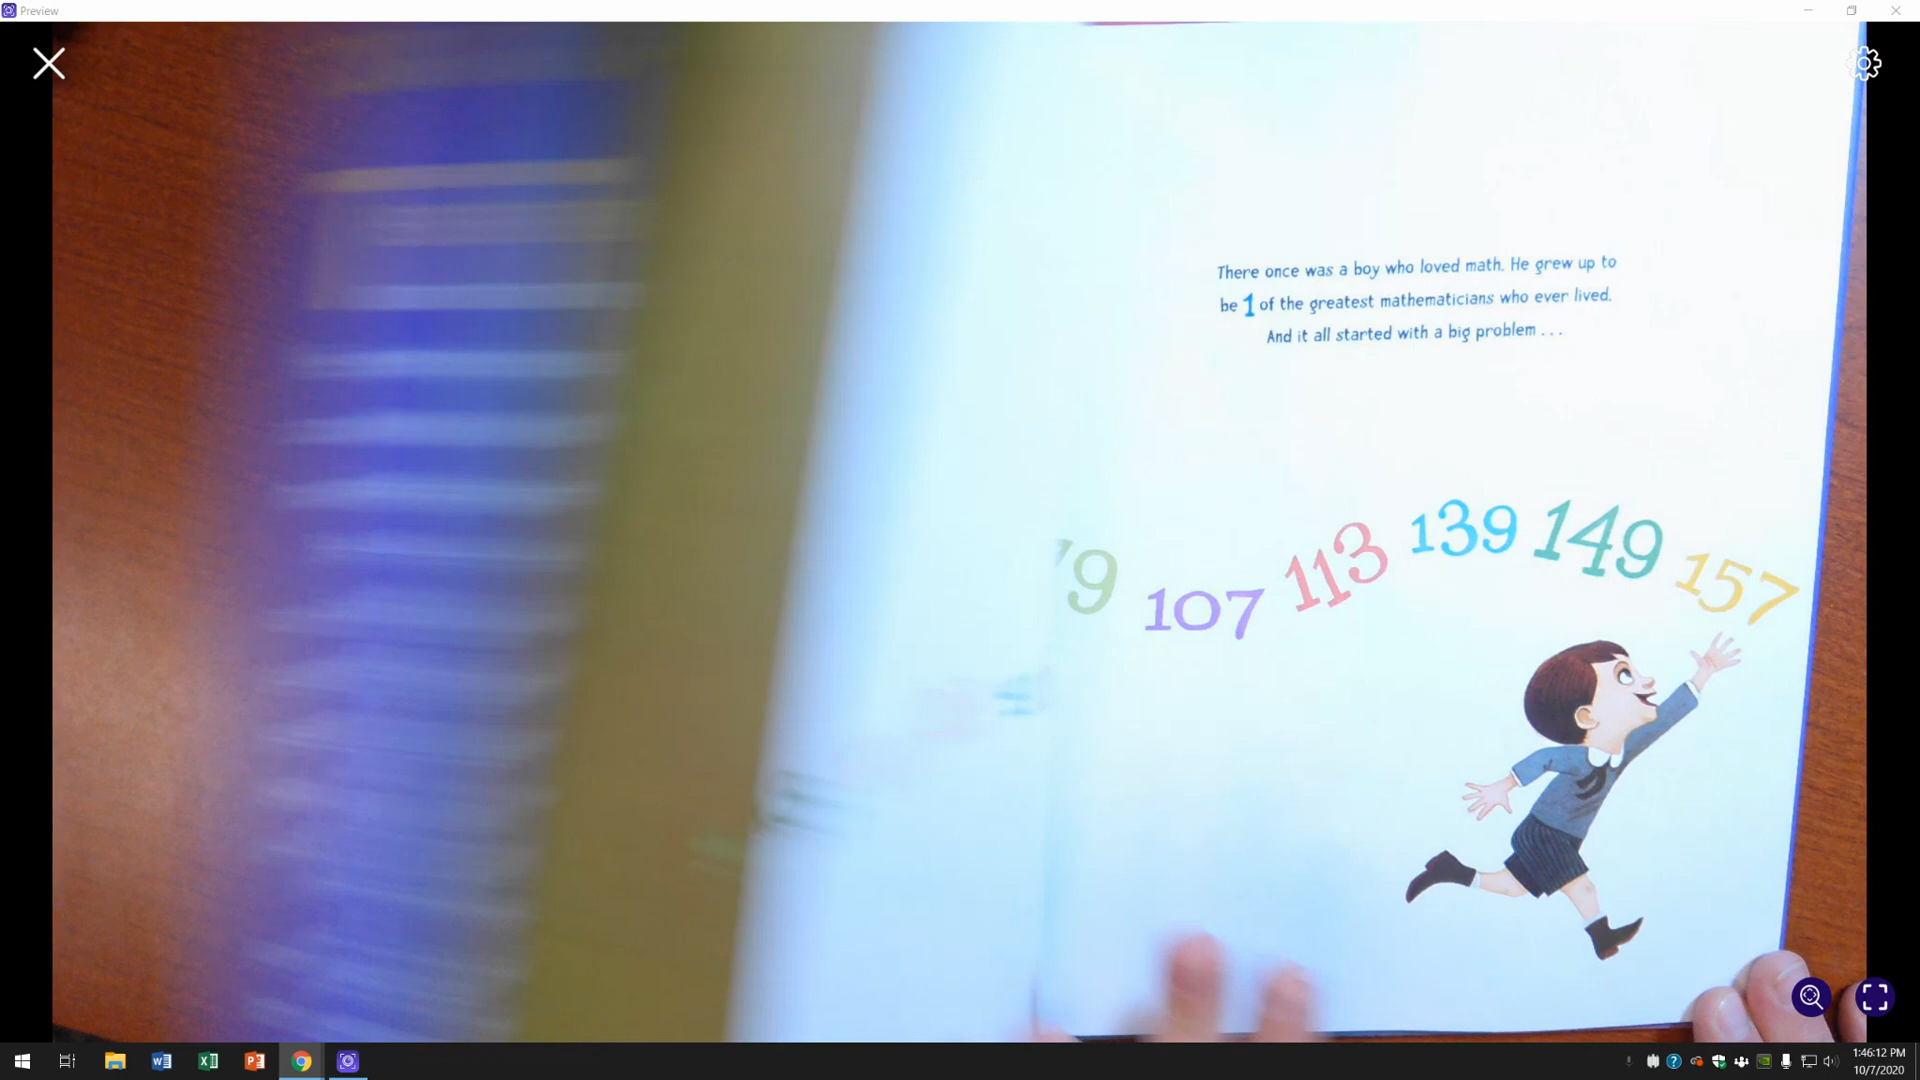 Preview
There once was a boy who loved math. He grew up to
be 1 of the greatest mathematicians who ever lived.
And it all started with a big problem . . .
79 107 113 139 149 157
1:46:12 PM
10/7/2020